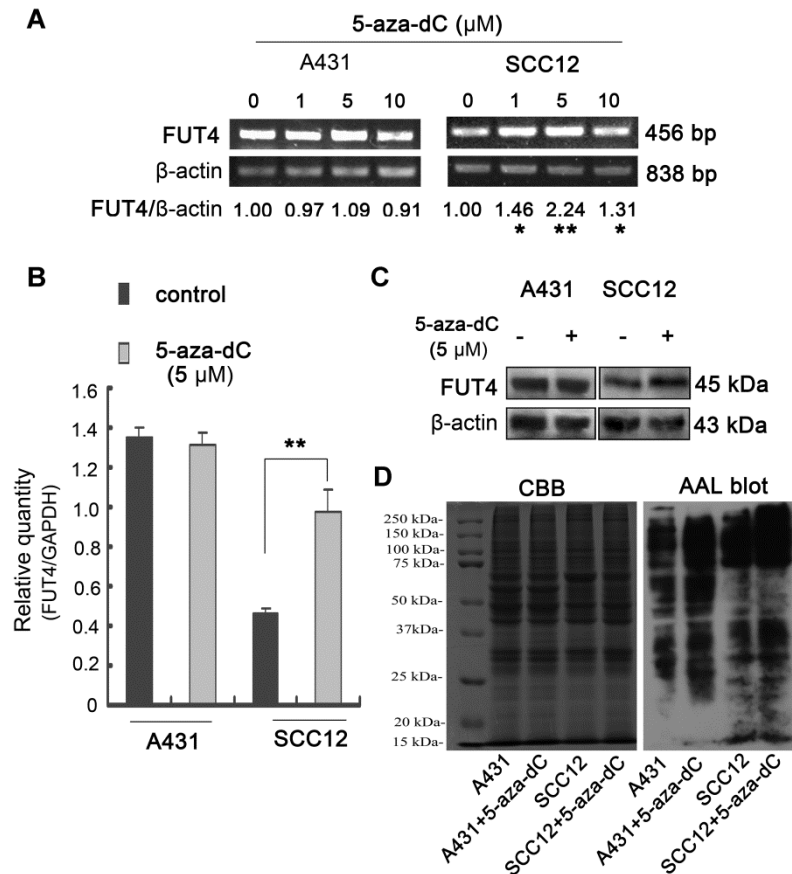 A
5-aza-dC (μM)
A431 SCC12
0 1 5 10 0 1 5 10
FUT4 456 bp
β-actin 838 bp
FUT4/β-actin 1.00 0.97 1.09 0.91 1.00 1.46 2.24 1.31
* ** *
B
control
5-aza-dC
(5 μM)
1.6
1.4
1.2
1.0
0.8
0.6
0.4
0.2
0
Relative quantity
(FUT4/GAPDH)
**
A431 SCC12
C
A431 SCC12
5-aza-dC
(5 μM) - + - +
FUT4 45 kDa
β-actin 43 kDa
D
CBB AAL blot
250 kDa-
150 kDa-
100 kDa-
75 kDa-
50 kDa-
37kDa-
25 kDa-
20 kDa-
15 kDa-
A431
A431+5-aza-dC
SCC12
SCC12+5-aza-dC
A431
A431+5-aza-dC
SCC12
SCC12+5-aza-dC